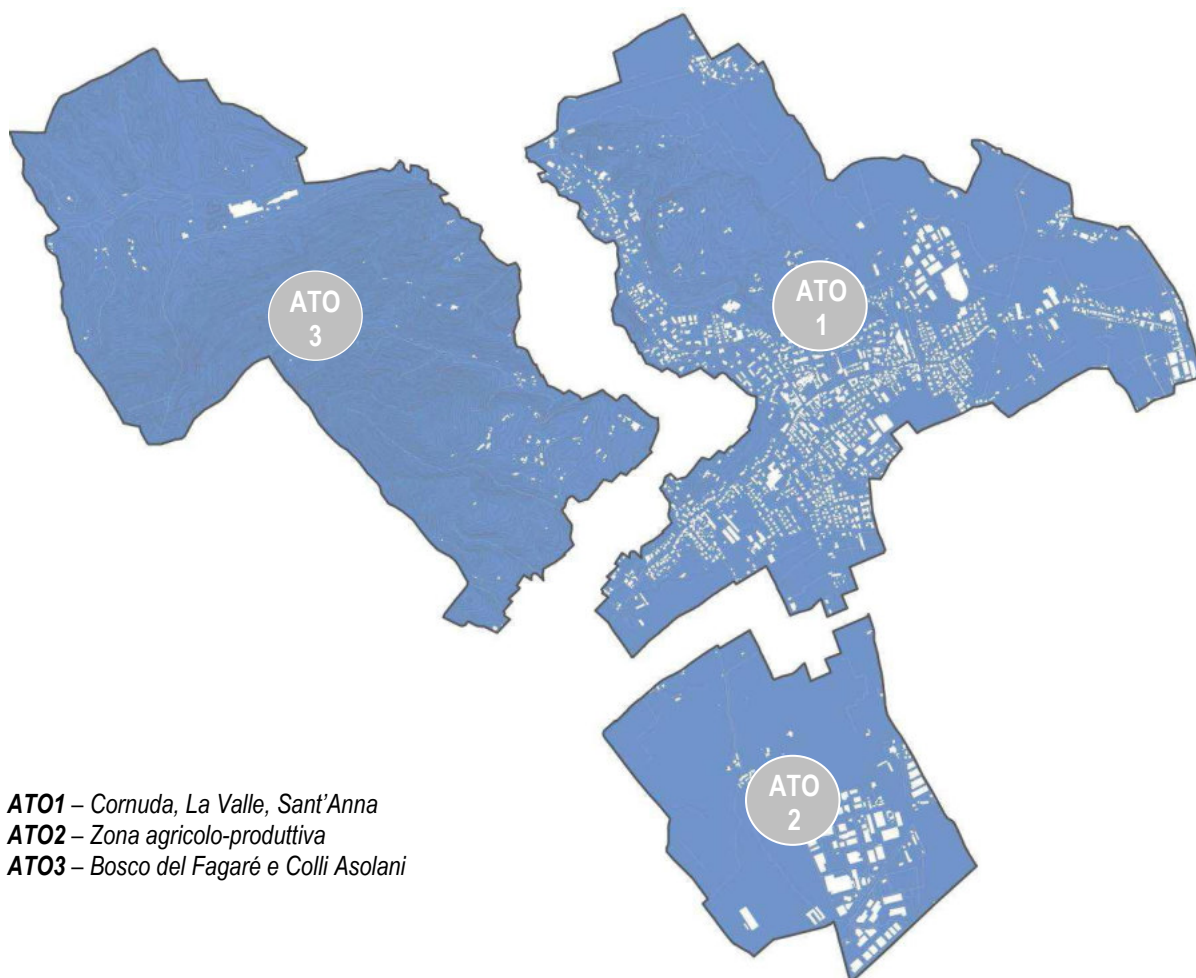 ATO
3
ATO
1
ATO
2
ATO1 – Cornuda, La Valle, Sant’Anna
ATO2 – Zona agricolo-produttiva
ATO3 – Bosco del Fagaré e Colli Asolani